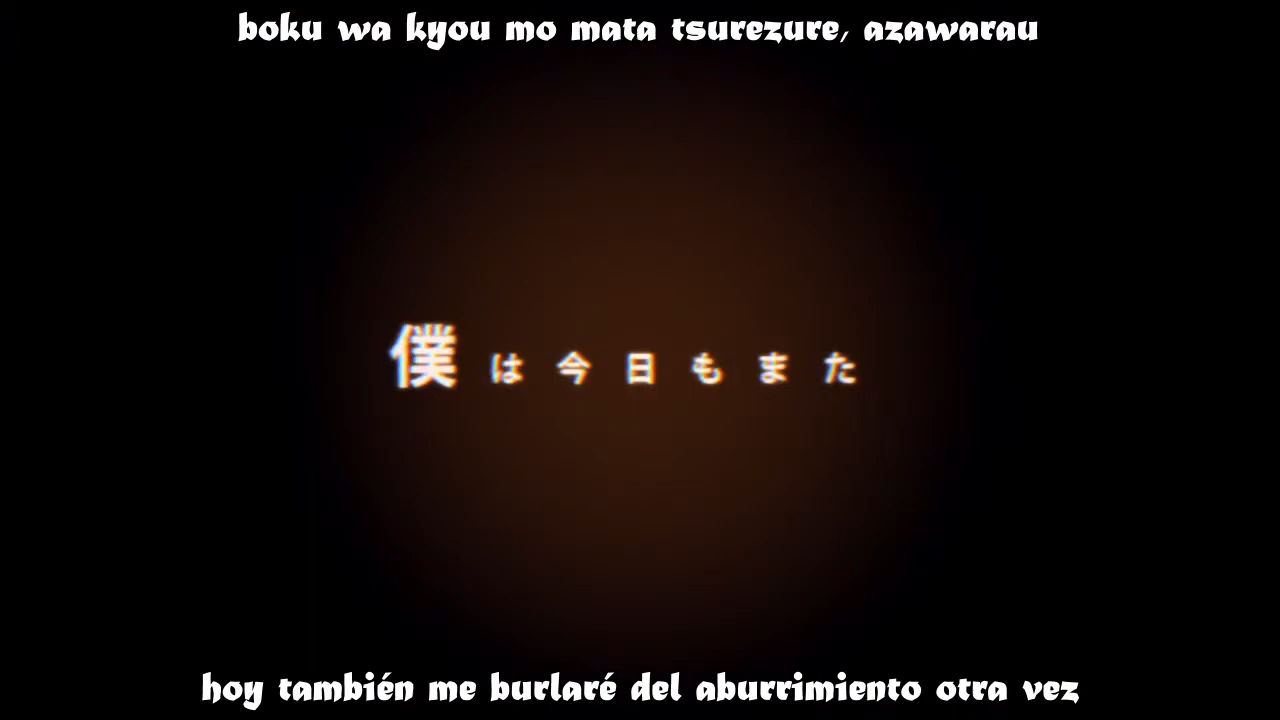 boku wa kyou mo mata tsurezure, azawarau
僕は今日もまた
hoy también me burlaré del aburrimiento otra vez